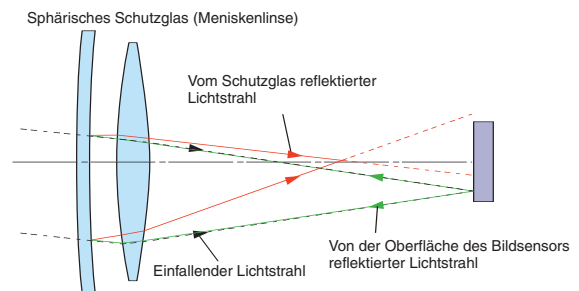 Sphärisches Schutzglas (Meniskenlinse)
Vom Schutzglas reflektierter
Lichtstrahl
Einfallender Lichtstrahl
Von der Oberfläche des Bildsensors
reflektierter Lichtstrahl